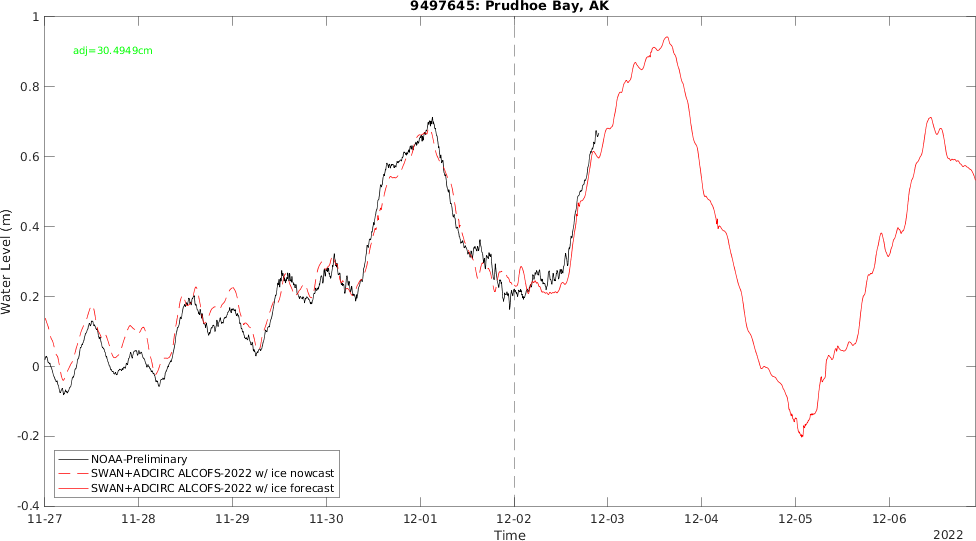 9497645: Prudhoe Bay, AK
adj=30.4949cm
1
0.8
0.6
0.4
0.2
0
-0.2
-0.4
Water Level (m)
NOAA-Preliminary
SWAN+ADCIRC ALCOFS-2022 w/ ice nowcast
SWAN+ADCIRC ALCOFS-2022 w/ ice forecast
11-27 11-28 11-29 11-30 12-01 12-02 12-03 12-04 12-05 12-06
Time
2022